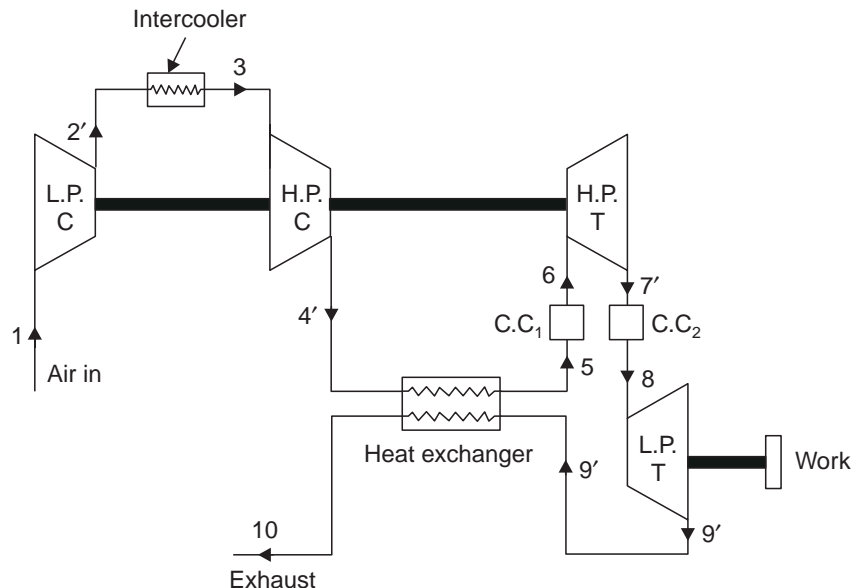 Intercooler
3
2′
L.P.
C
H.P.
C
H.P.
T
6
7′
4′
C.C₁
C.C₂
1
5
8
Air in
Heat exchanger
L.P.
T
Work
9′
9′
10
Exhaust